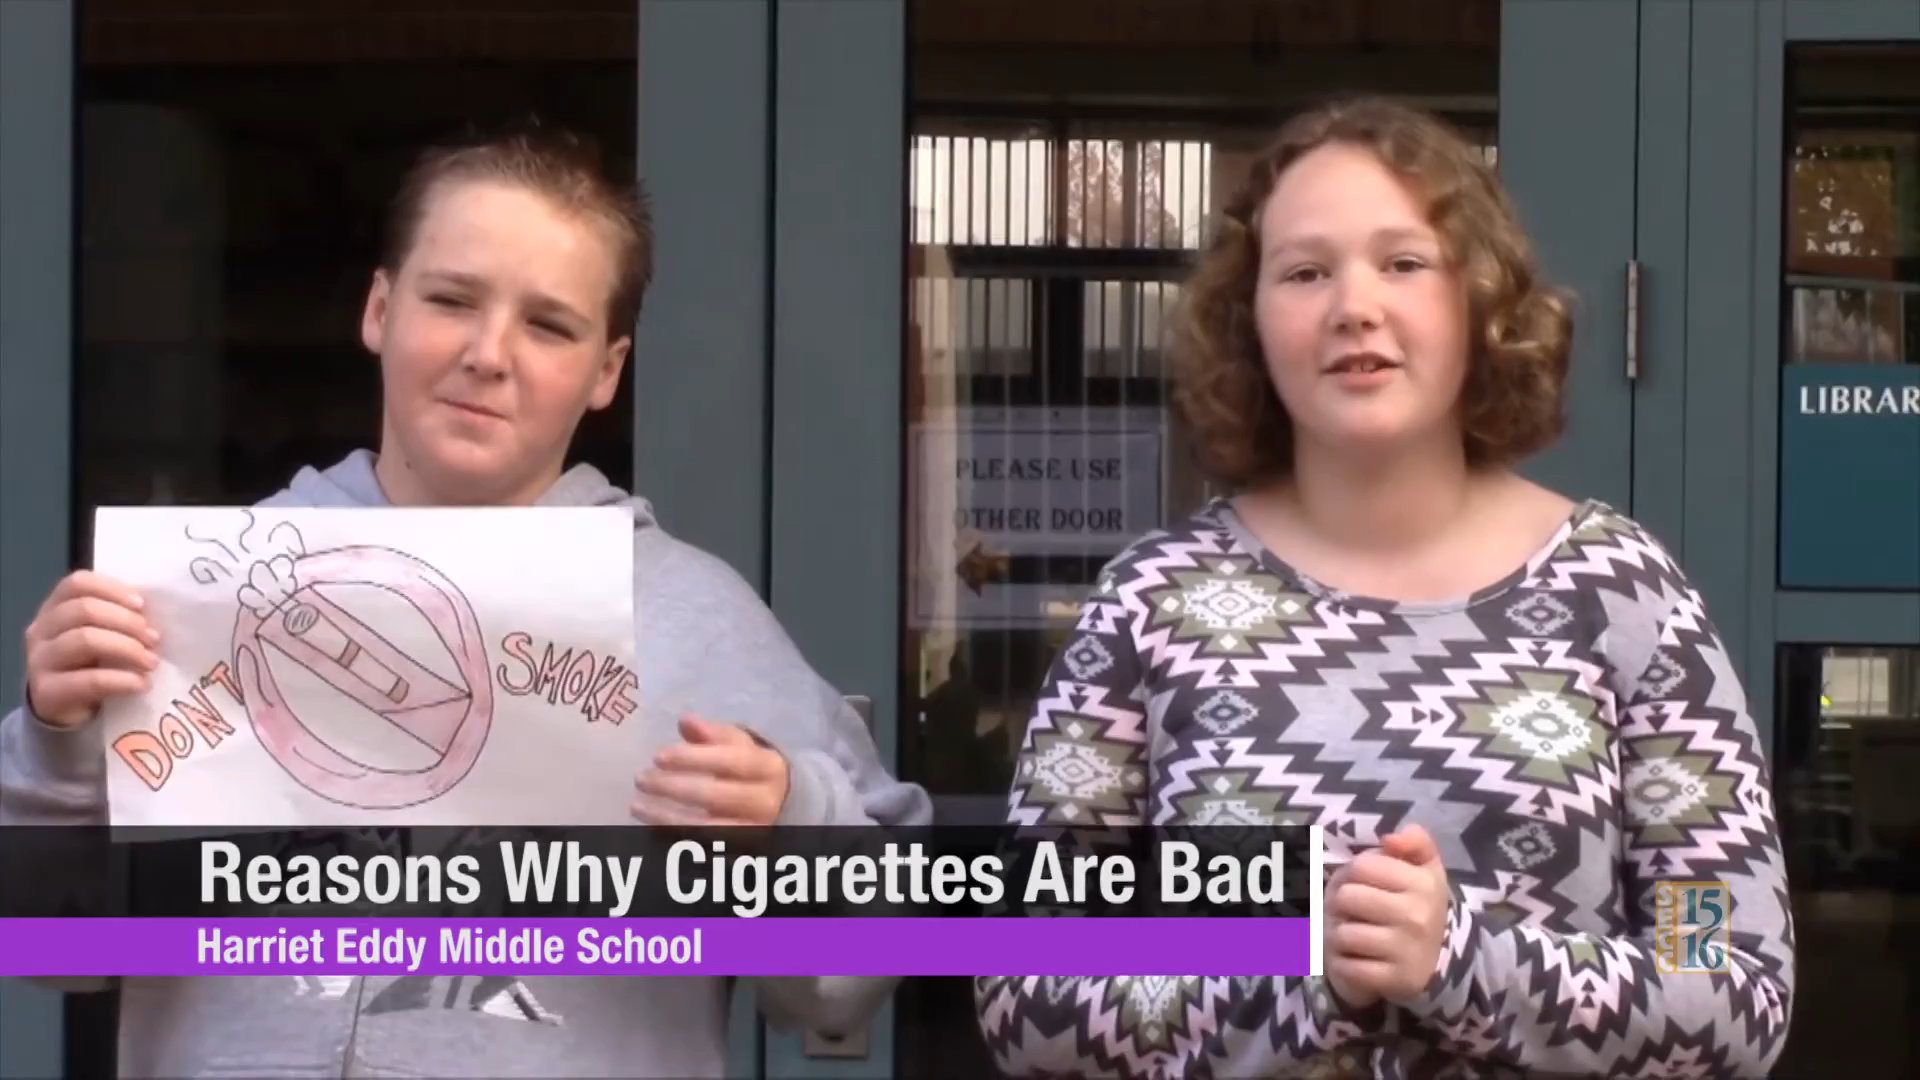 LIBRAR
PLEASE USE
OTHER DOOR
DON'T
SMOKE
Reasons Why Cigarettes Are Bad
Harriet Eddy Middle School
15
16